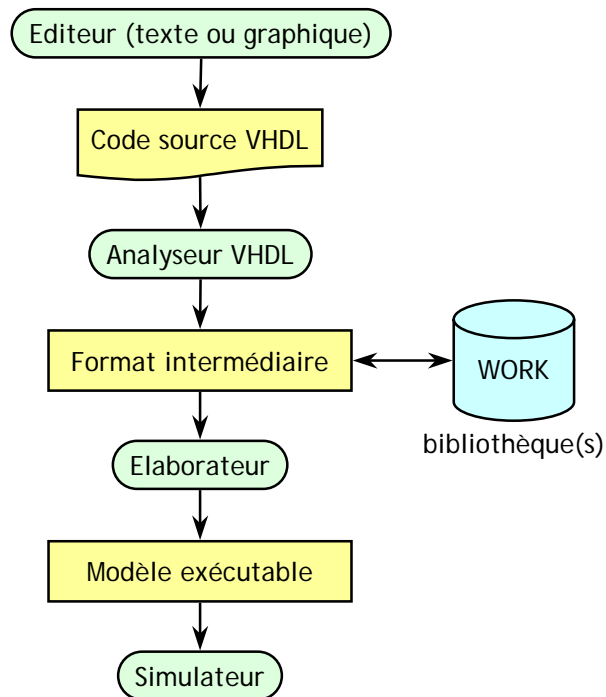 Editeur (texte ou graphique)
Code source VHDL
Analyseur VHDL
Format intermédiaire
WORK
bibliothèque(s)
Elaborateur
Modèle exécutable
Simulateur